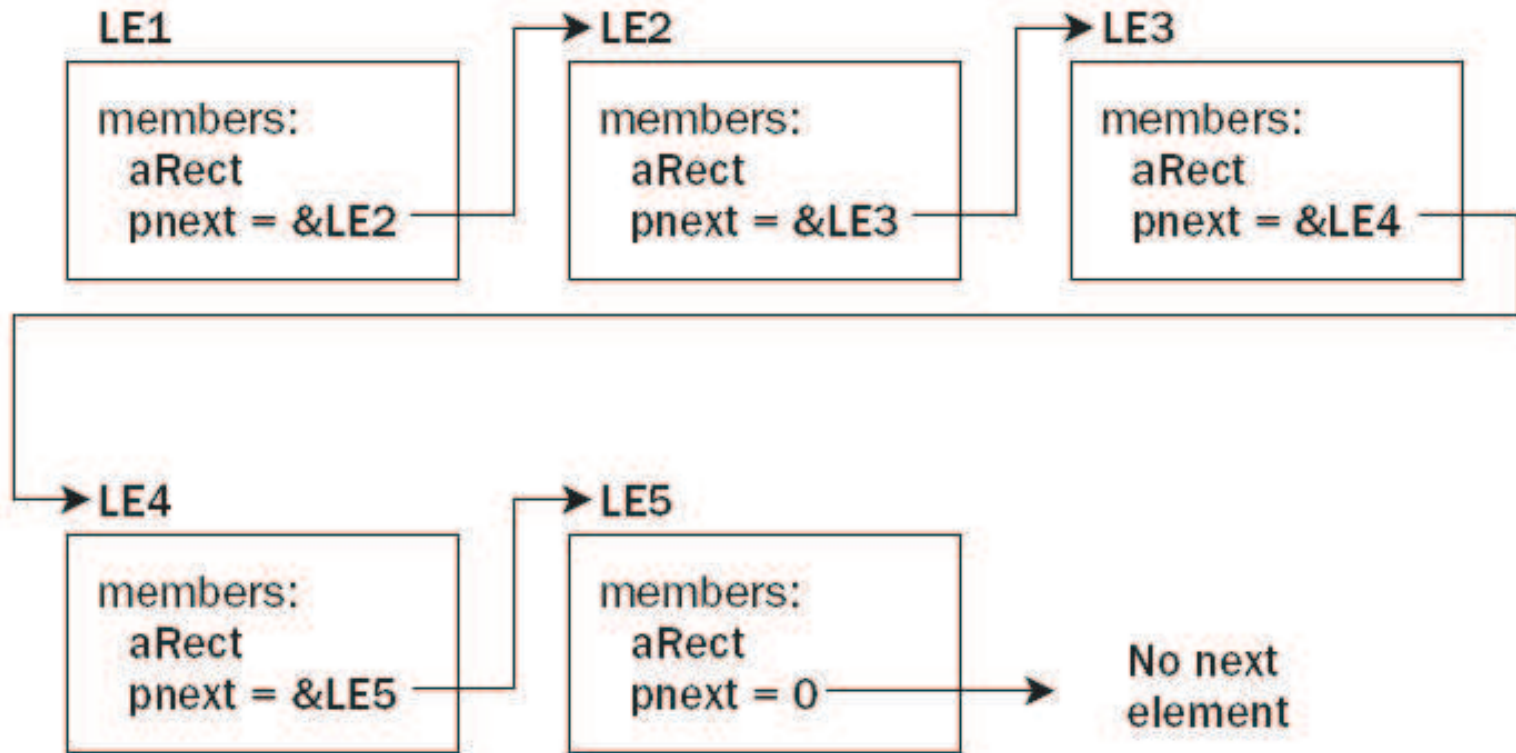 LE1
members:
aRect
pnext = &LE2
LE2
members:
aRect
pnext = &LE3
LE3
members:
aRect
pnext = &LE4
LE4
members:
aRect
pnext = &LE5
LE5
members:
aRect
pnext = 0
No next
element